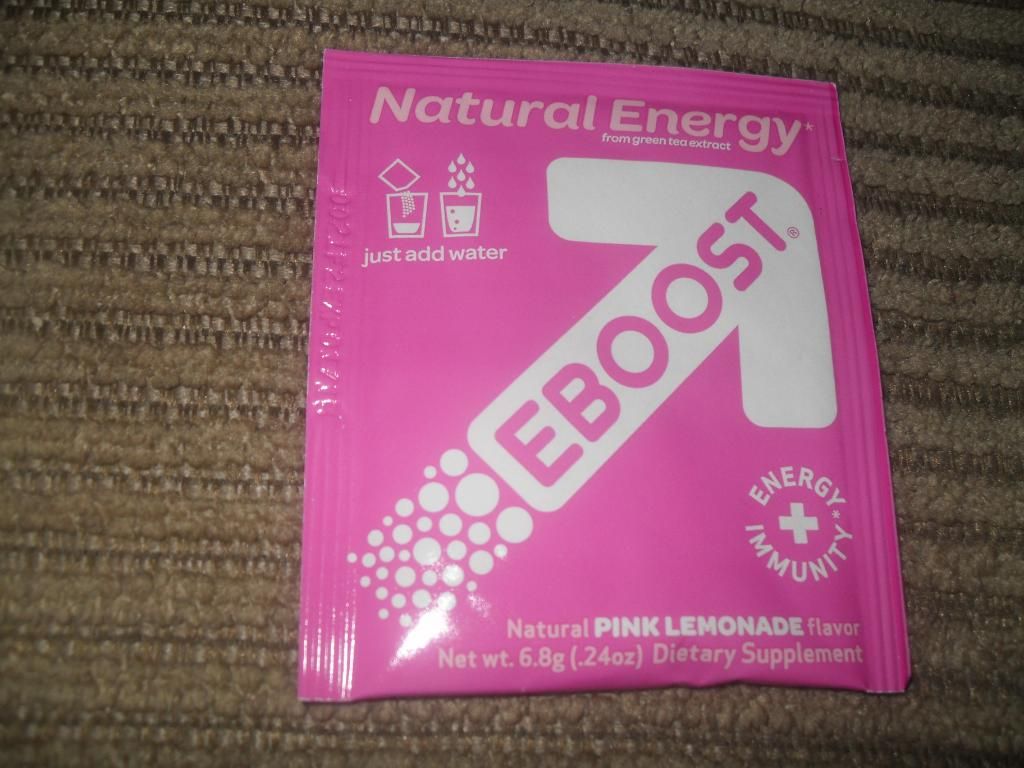 Natural Energy*
from green tea extract
just add water
EBOOST®
ENERGY*
IMMUNITY
Natural PINK LEMONADE flavor
Net wt. 6.8g (.24oz) Dietary Supplement